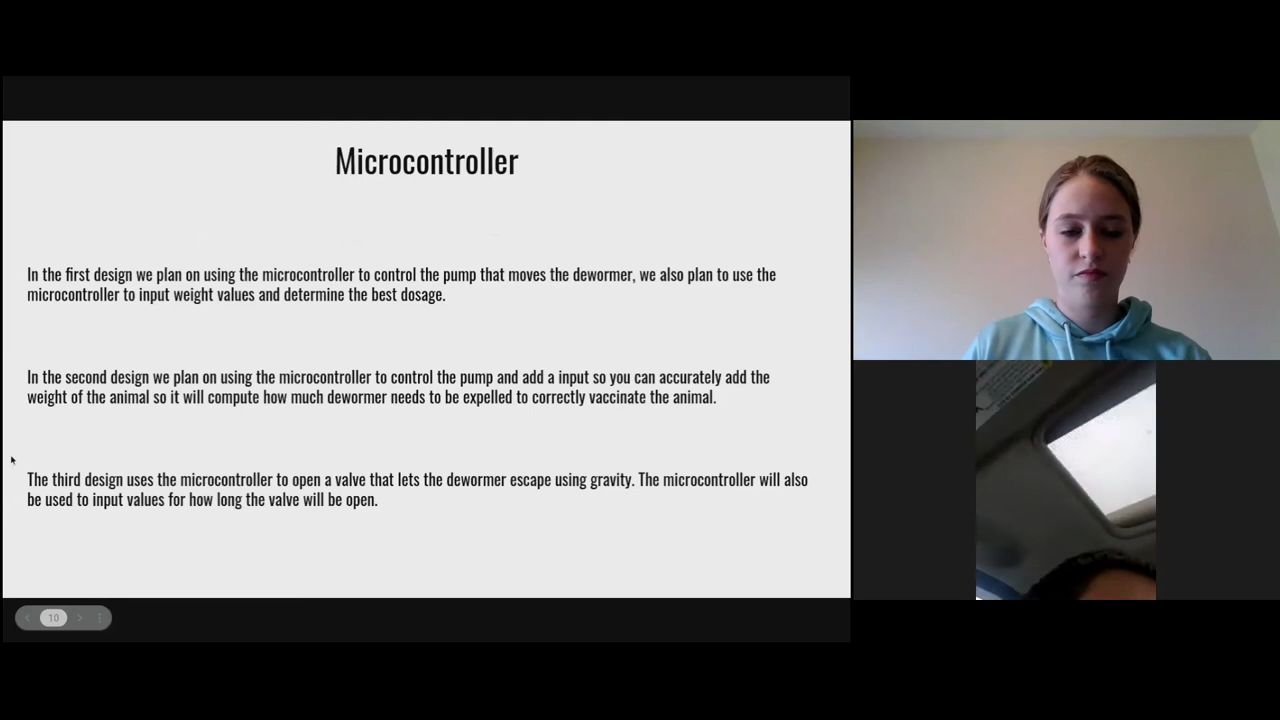 Microcontroller
In the first design we plan on using the microcontroller to control the pump that moves the dewormer, we also plan to use the
microcontroller to input weight values and determine the best dosage.
In the second design we plan on using the microcontroller to control the pump and add a input so you can accurately add the
weight of the animal so it will compute how much dewormer needs to be expelled to correctly vaccinate the animal.
The third design uses the microcontroller to open a valve that lets the dewormer escape using gravity. The microcontroller will also
be used to input values for how long the valve will be open.
10